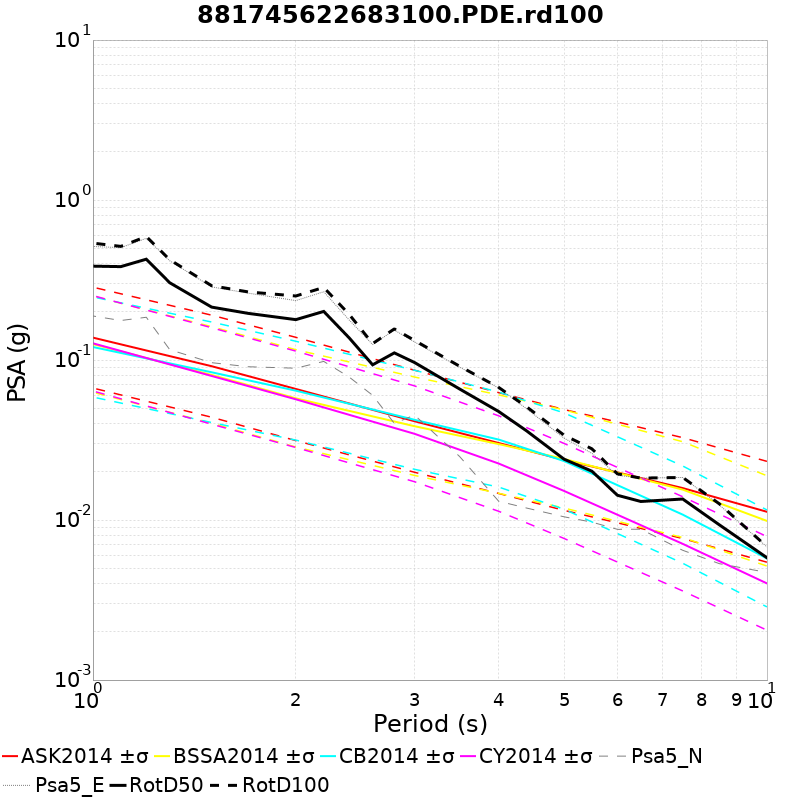 881745622683100.PDE.rd100
10^1
10^0
10^-1
10^-2
10^-3
PSA (g)
10^0 2 3 4 5 6 7 8 9 10^1
Period (s)
ASK2014 ±σ BSSA2014 ±σ CB2014 ±σ CY2014 ±σ Psa5_N
Psa5_E RotD50 RotD100